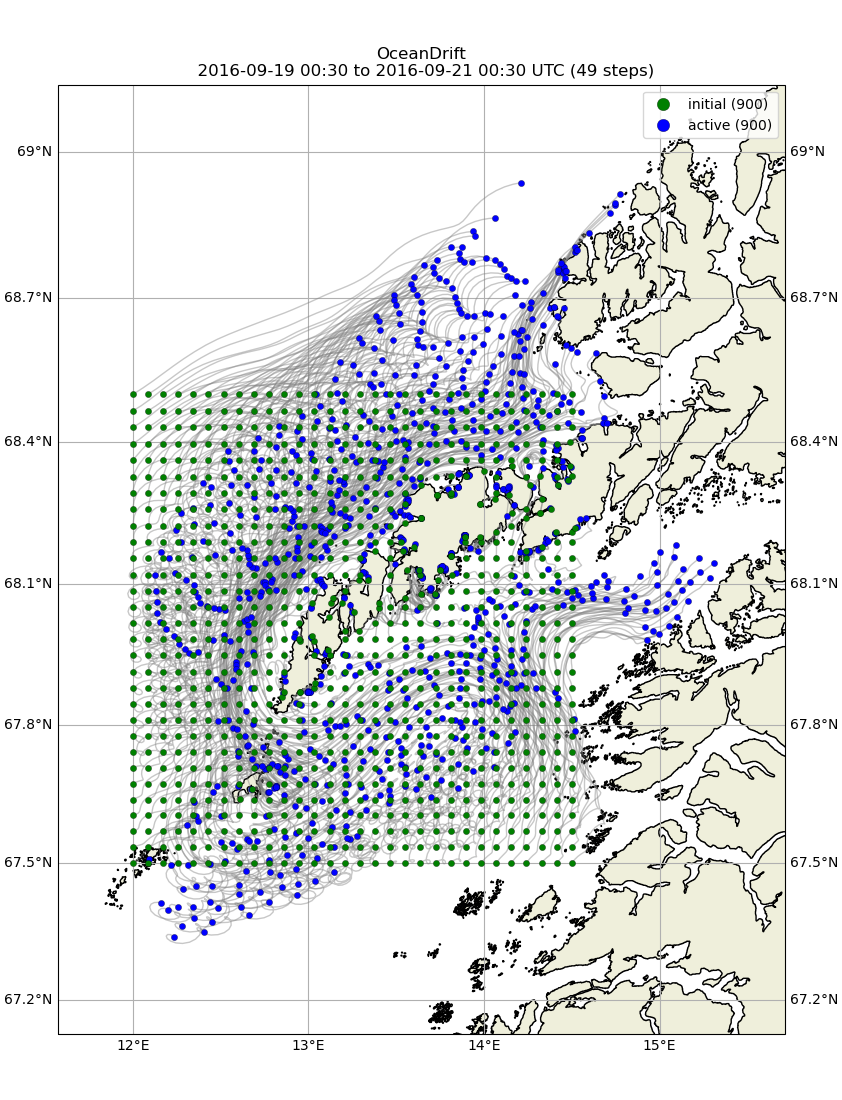 OceanDrift
2016-09-19 00:30 to 2016-09-21 00:30 UTC (49 steps)
initial (900)
active (900)
69°N
69°N
68.7°N
68.7°N
68.4°N
68.4°N
68.1°N
68.1°N
67.8°N
67.8°N
67.5°N
67.5°N
67.2°N
67.2°N
12°E
13°E
14°E
15°E